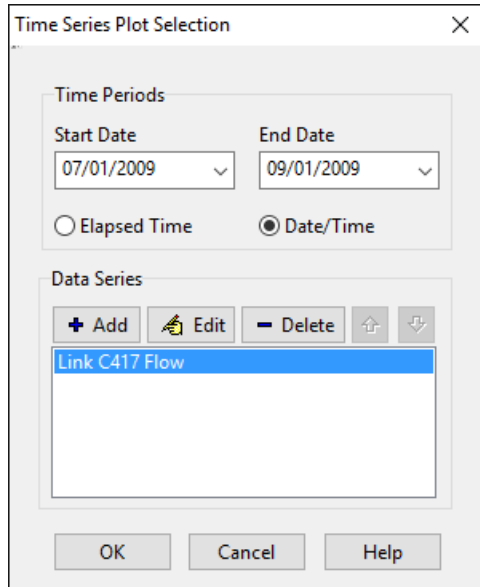 Time Series Plot Selection
Time Periods
Start Date End Date
07/01/2009 09/01/2009
Elapsed Time Date/Time
Data Series
Add Edit Delete
Link C417 Flow
OK Cancel Help